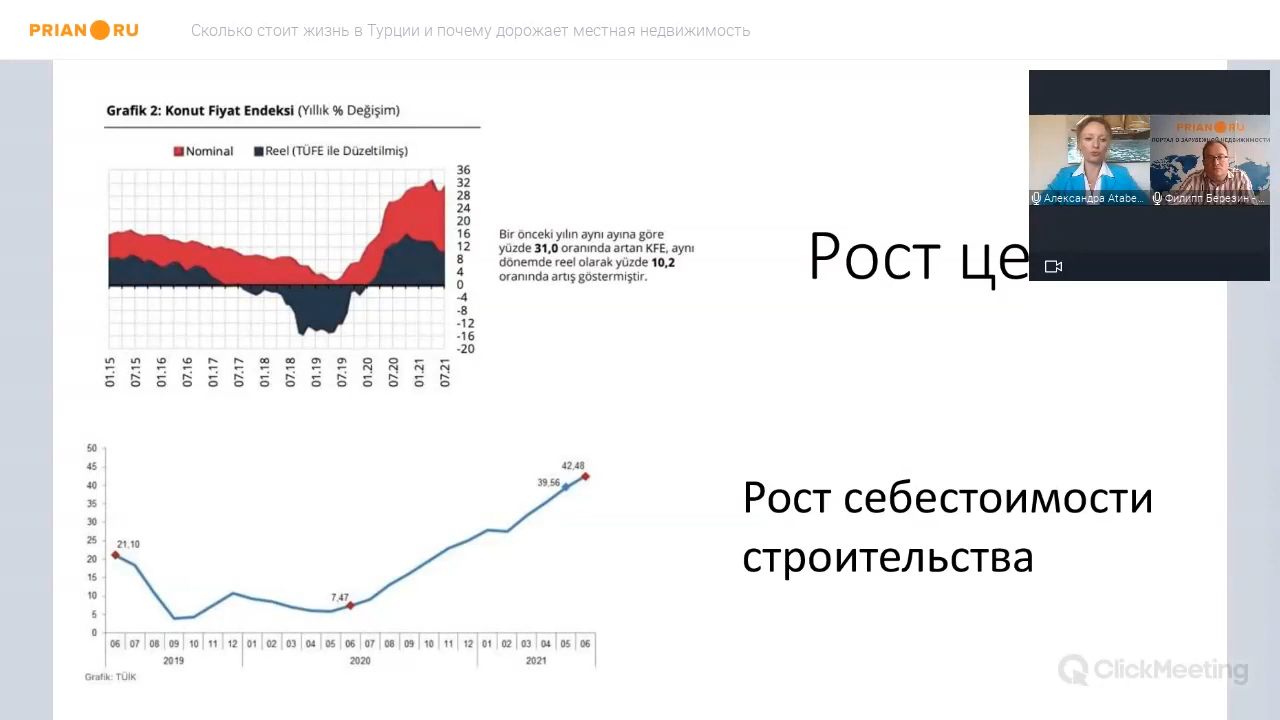 PRIAN RU
Сколько стоит жизнь в Турции и почему дорожает местная недвижимость
Grafik 2: Konut Fiyat Endeksi (Yıllık % Değişim)
Nominal Reel (TÜFE ile Düzeltilmiş)
36
32
28
24
20
16
12
8
4
0
-4
-8
-12
-16
-20
01.15 07.15 01.16 07.16 01.17 07.17 01.18 07.18 01.19 07.19 01.20 07.20 01.21 07.21
Bir önceki yılın aynı ayına göre
yüzde 31,0 oranında artan KFE, aynı
dönemde reel olarak yüzde 10,2
oranında artış göstermiştir.
Рост це
PRIAN RU
ПОРТАЛ О ЗАРУБЕЖНОЙ НЕДВИЖИМОСТИ
Александра Atabe...
Филипп Березин -...
50
45
40
35
30
25
20
15
10
5
0
21,10
7,47
39,56
42,48
06 07 08 09 10 11 12 01 02 03 04 05 06 07 08 09 10 11 12 01 02 03 04 05 06
2019 2020 2021
Grafik: TÜİK
Рост себестоимости
строительства
ClickMeeting